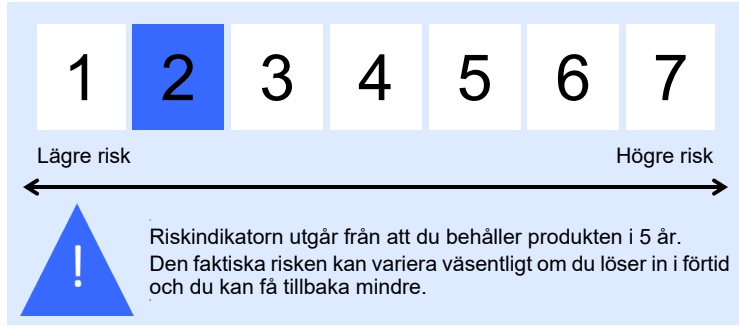 1 2 3 4 5 6 7
Lägre risk Högre risk
!
Riskindikatorn utgår från att du behåller produkten i 5 år.
Den faktiska risken kan variera väsentligt om du löser in i förtid
och du kan få tillbaka mindre.